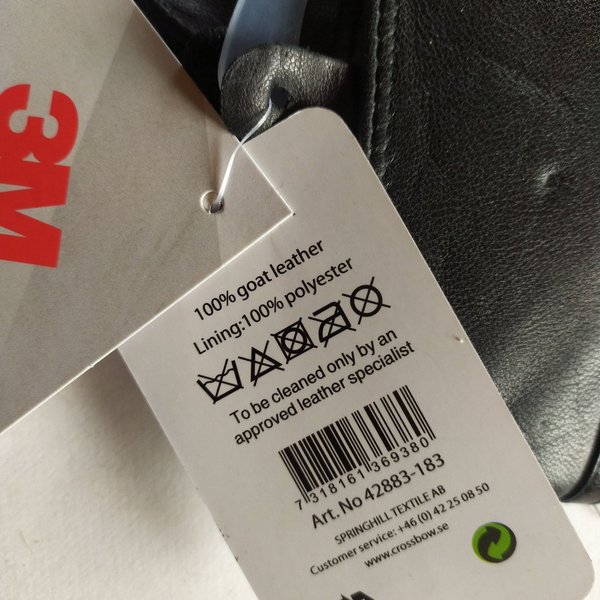 3M
100% goat leather
Lining:100% polyester
To be cleaned only by an
approved leather specialist
7 318161 369380
Art. No 42883-183
SPRINGHILL TEXTILE AB
Customer service: +46 (0) 42 25 08 50
www.crossbow.se